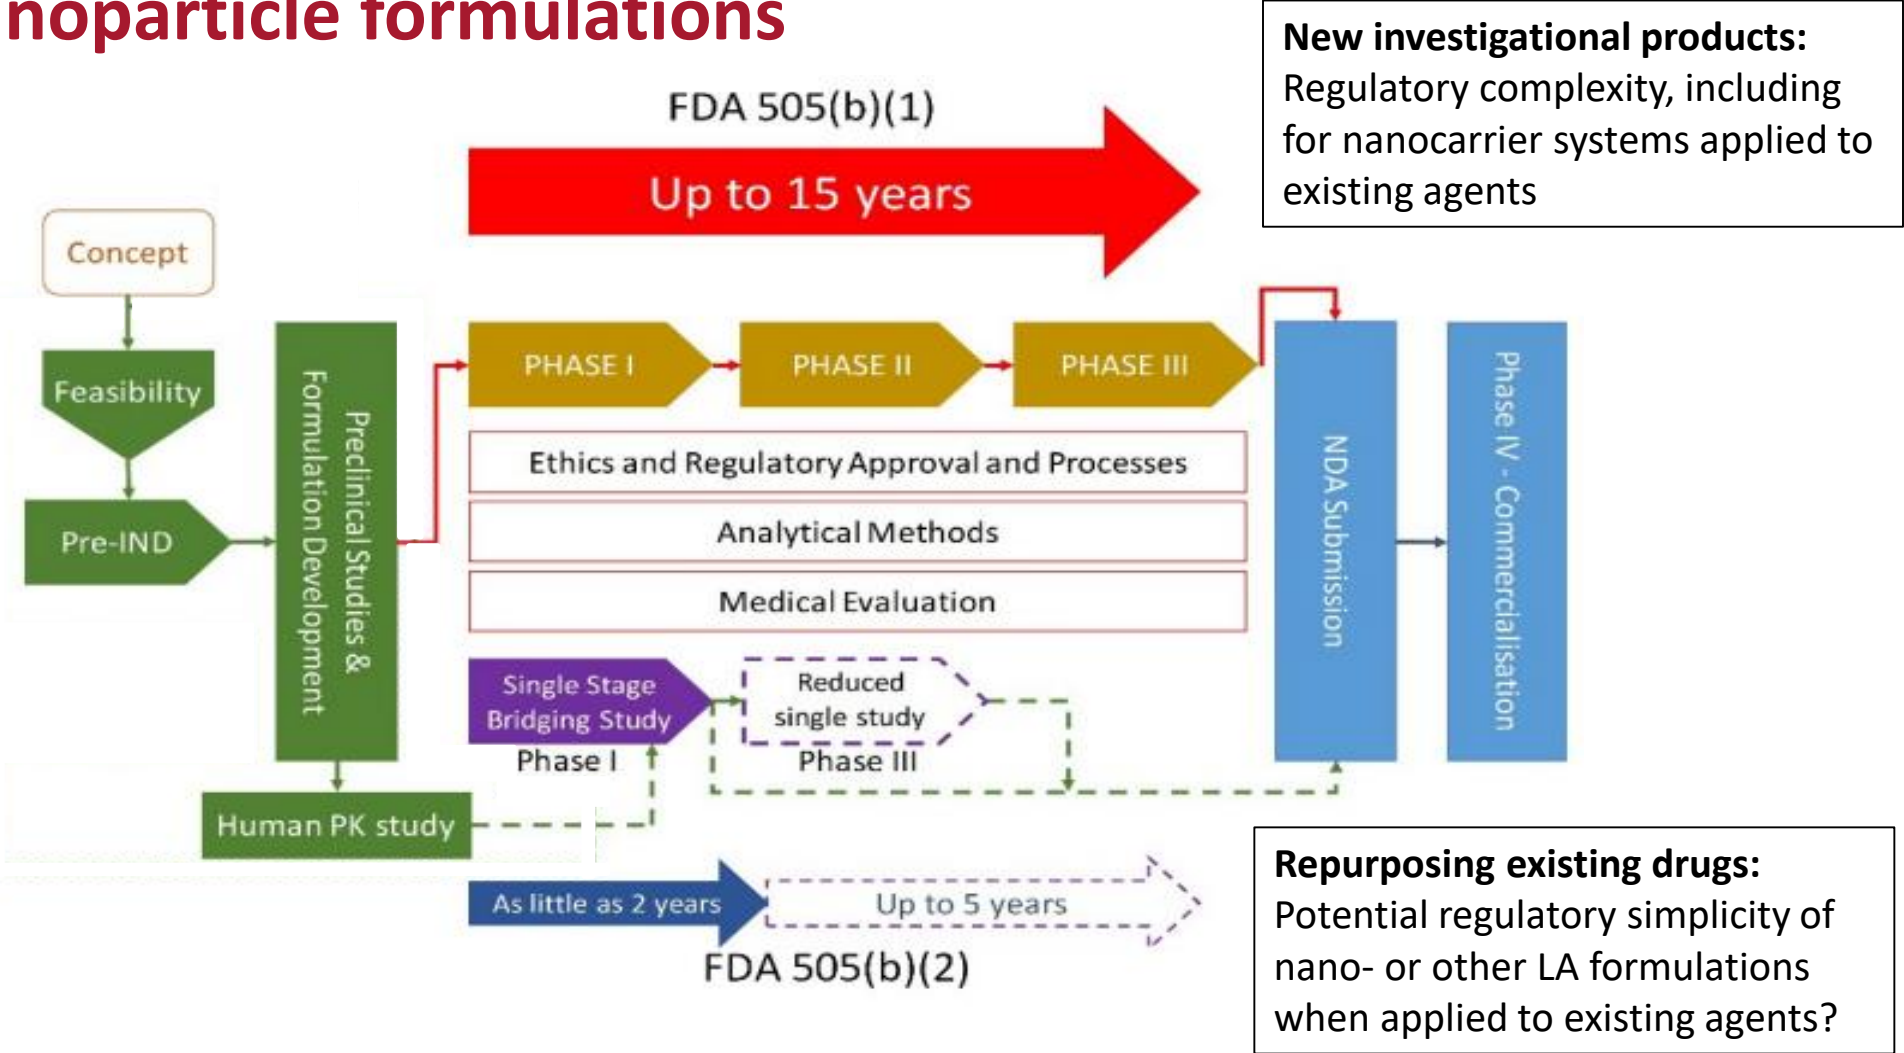 noparticle formulations
New investigational products:
Regulatory complexity, including
for nanocarrier systems applied to
existing agents
FDA 505(b)(1)
Up to 15 years
Concept
Feasibility
Pre-IND
Preclinical Studies &
Formulation Development
PHASE I
PHASE II
PHASE III
Ethics and Regulatory Approval and Processes
Analytical Methods
Medical Evaluation
NDA Submission
Phase IV - Commercialisation
Single Stage
Bridging Study
Phase I
Reduced
single study
Phase III
Human PK study
As little as 2 years
Up to 5 years
FDA 505(b)(2)
Repurposing existing drugs:
Potential regulatory simplicity of
nano- or other LA formulations
when applied to existing agents?